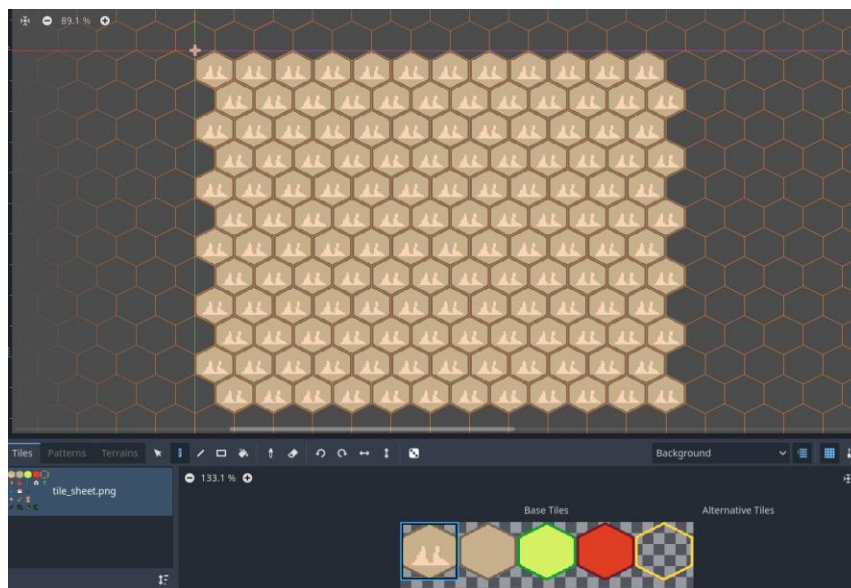 89.1 %
Tiles Patterns Terrains
Background
tile_sheet.png
133.1 %
Base Tiles
Alternative Tiles